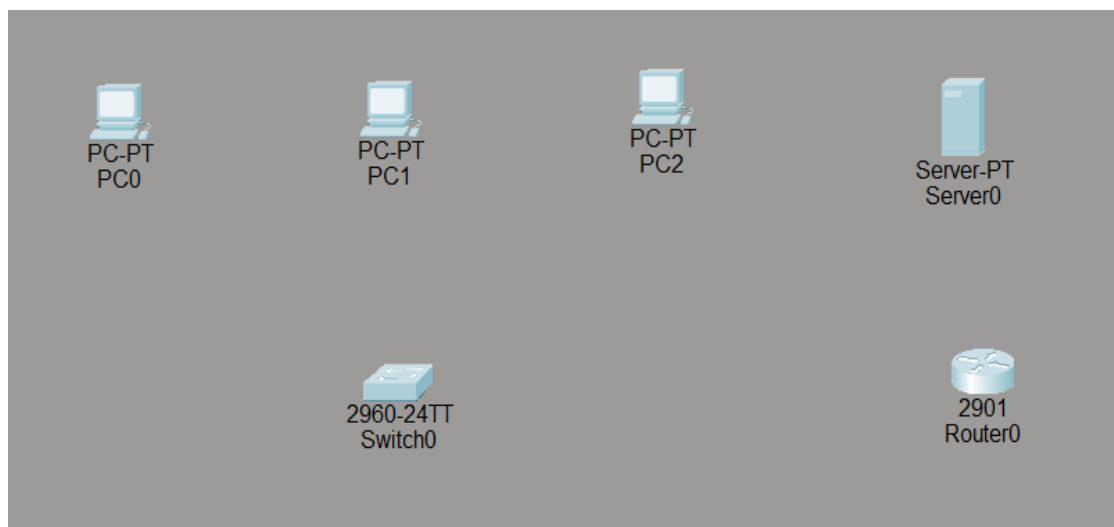 PC-PT
PC0
PC-PT
PC1
PC-PT
PC2
Server-PT
Server0
2960-24TT
Switch0
2901
Router0